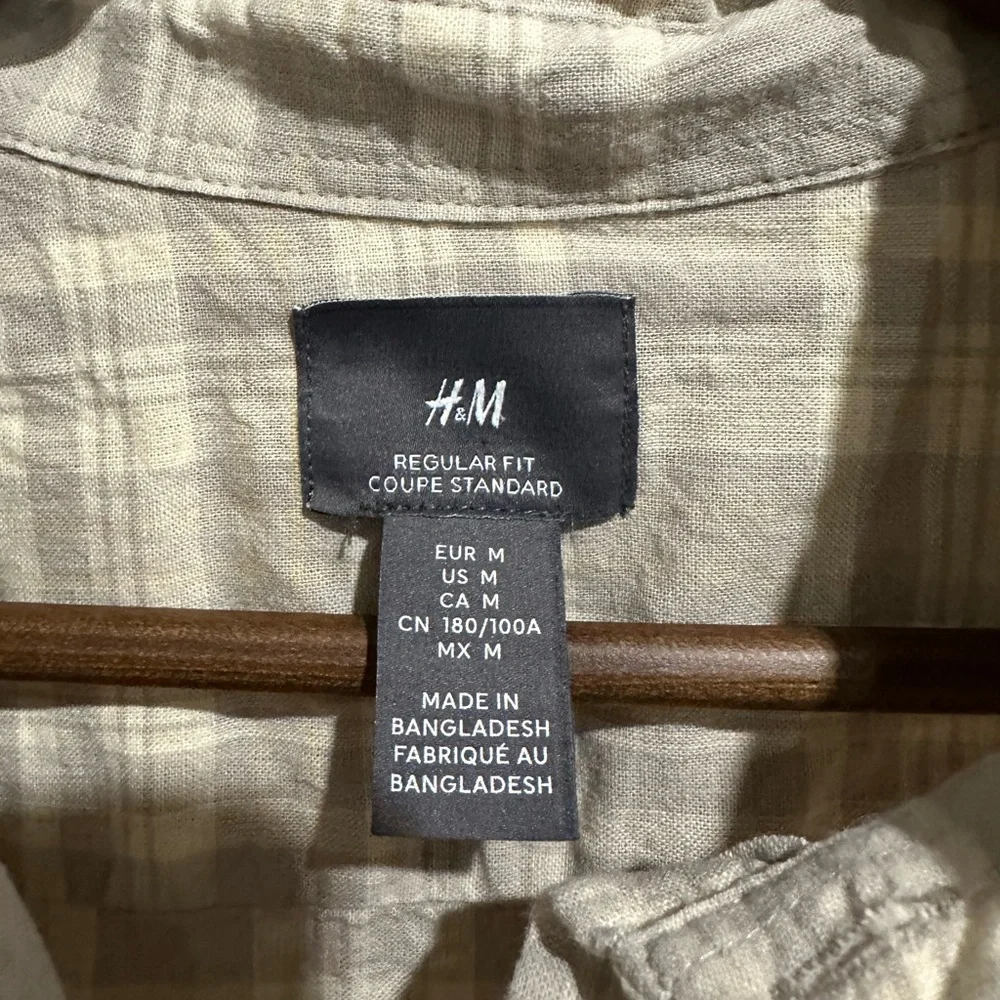 H&M
REGULAR FIT
COUPE STANDARD
EUR M
US M
CA M
CN 180/100A
MX M
MADE IN
BANGLADESH
FABRIQUÉ AU
BANGLADESH